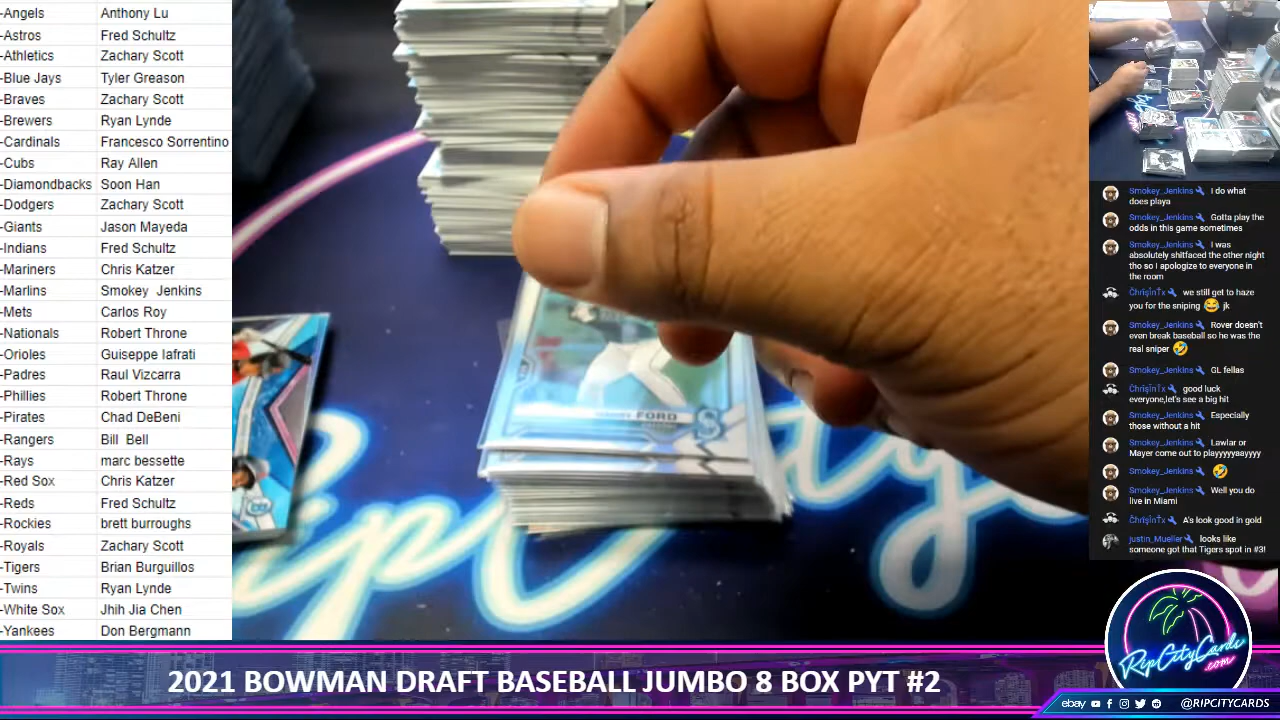 -Angels Anthony Lu
-Astros Fred Schultz
-Athletics Zachary Scott
-Blue Jays Tyler Greason
-Braves Zachary Scott
-Brewers Ryan Lynde
-Cardinals Francesco Sorrentino
-Cubs Ray Allen
-Diamondbacks Soon Han
-Dodgers Zachary Scott
-Giants Jason Mayeda
-Indians Fred Schultz
-Mariners Chris Katzer
-Marlins Smokey Jenkins
-Mets Carlos Roy
-Nationals Robert Throne
-Orioles Guiseppe Iafrati
-Padres Raul Vizcarra
-Phillies Robert Throne
-Pirates Chad DeBeni
-Rangers Bill Bell
-Rays marc bessette
-Red Sox Chris Katzer
-Reds Fred Schultz
-Rockies brett burroughs
-Royals Zachary Scott
-Tigers Brian Burguillos
-Twins Ryan Lynde
-White Sox Jhih Jia Chen
-Yankees Don Bergmann
FORD
Smokey_Jenkins I do what
does playa
Smokey_Jenkins Gotta play the
odds in this game sometimes
Smokey_Jenkins I was
absolutely shitfaced the other night
tho so I apologize to everyone in
the room
we still get to haze
you for the sniping 😂 jk
Smokey_Jenkins Rover doesn't
even break baseball so he was the
real sniper 🤣
Smokey_Jenkins GL fellas
good luck
everyone,let's see a big hit
Smokey_Jenkins Especially
those without a hit
Smokey_Jenkins Lawlar or
Mayer come out to playyyyyaayyyy
Smokey_Jenkins 🤣
Smokey_Jenkins Well you do
live in Miami
A's look good in gold
justin_Mueller looks like
someone got that Tigers spot in #3!
RipCityCards
.com
2021 BOWMAN DRAFT BASEBALL JUMBO 8 BOX PYT #2
ebay @RIPCITYCARDS